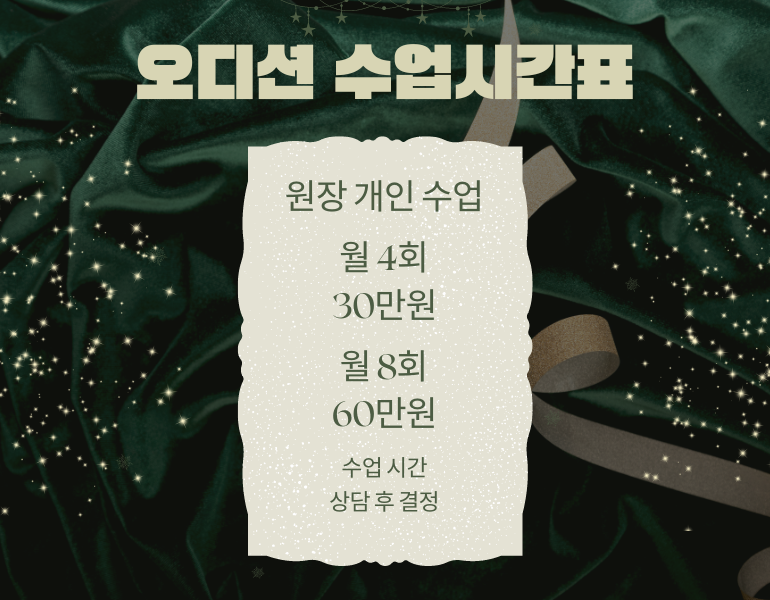 오디션 수업시간표
원장 개인 수업
월 4회
30만원
월 8회
60만원
수업 시간
상담 후 결정